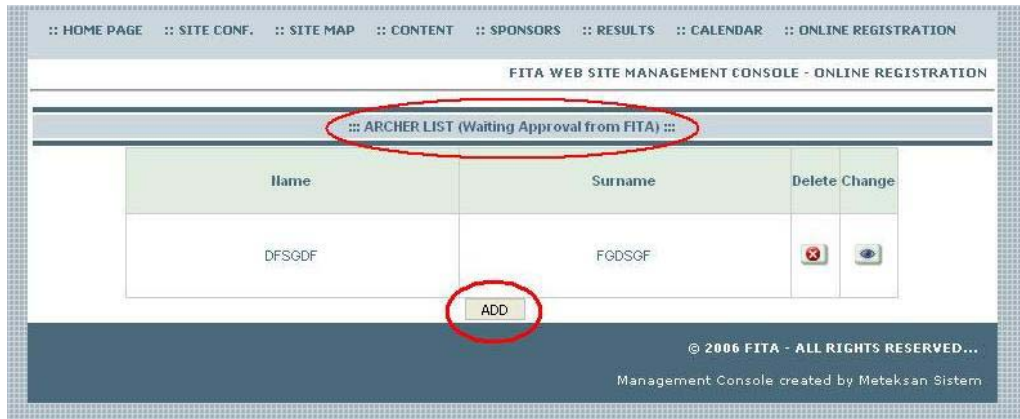 :: HOME PAGE :: SITE CONF. :: SITE MAP :: CONTENT :: SPONSORS :: RESULTS :: CALENDAR :: ONLINE REGISTRATION
FITA WEB SITE MANAGEMENT CONSOLE - ONLINE REGISTRATION
::: ARCHER LIST (Waiting Approval from FITA) :::
Name Surname Delete Change
DFSGDF FGDSGF
ADD
© 2006 FITA - ALL RIGHTS RESERVED...
Management Console created by Meteksan Sistem